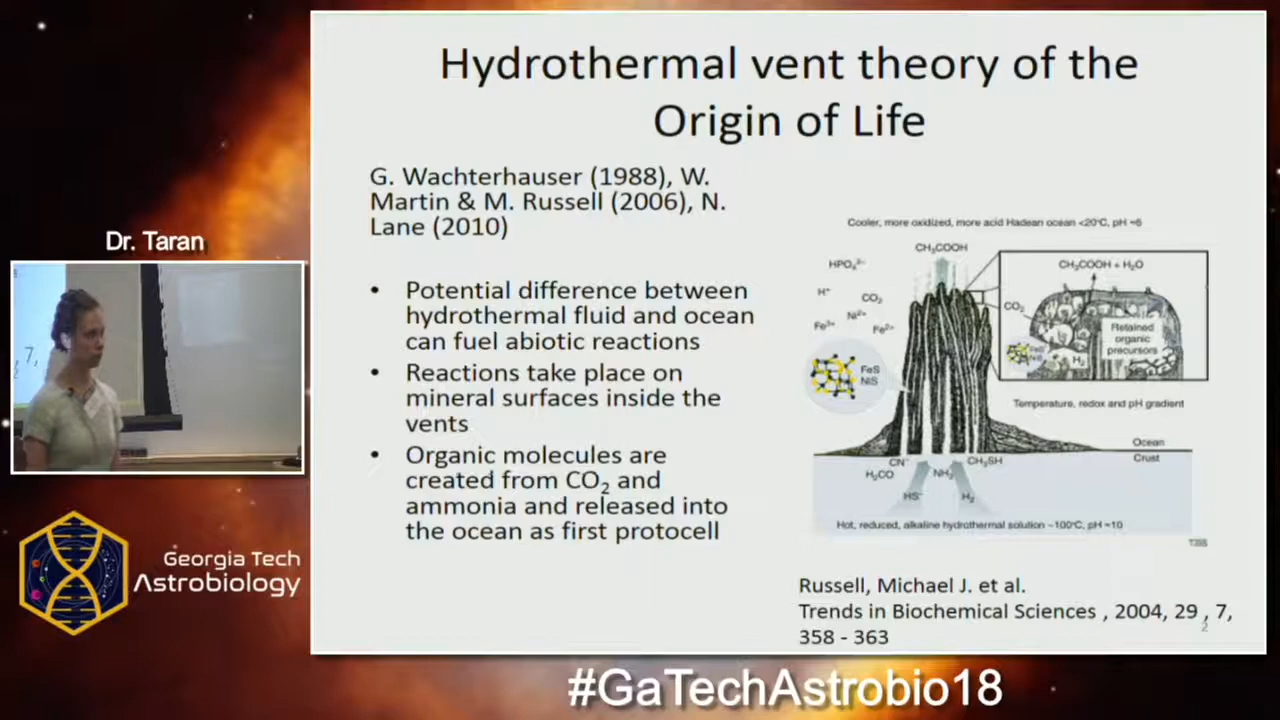 Hydrothermal vent theory of the
Origin of Life
G. Wachterhauser (1988), W.
Martin & M. Russell (2006), N.
Lane (2010)
• Potential difference between
hydrothermal fluid and ocean
can fuel abiotic reactions
• Reactions take place on
mineral surfaces inside the
vents
• Organic molecules are
created from CO₂ and
ammonia and released into
the ocean as first protocell
Cooler, more oxidized, more acid Hadean ocean <20°C, pH ≈6
CH₃COOH
HPO₄²⁻
H⁺
CO₂
Ni²⁺
Fe³⁺
Fe²⁺
FeS
NiS
CH₃COOH + H₂O
CO₂
Retained
organic
precursors
FeS
NiS
H₂
Temperature, redox and pH gradient
Ocean
Crust
CN⁻
CH₃SH
H₂CO
NH₃
HS⁻
H₂
Hot, reduced, alkaline hydrothermal solution ~100°C, pH ≈10
TiBS
Russell, Michael J. et al.
Trends in Biochemical Sciences , 2004, 29 , 7,
358 - 363
2
Dr. Taran
7,
Georgia Tech
Astrobiology
#GaTechAstrobio18